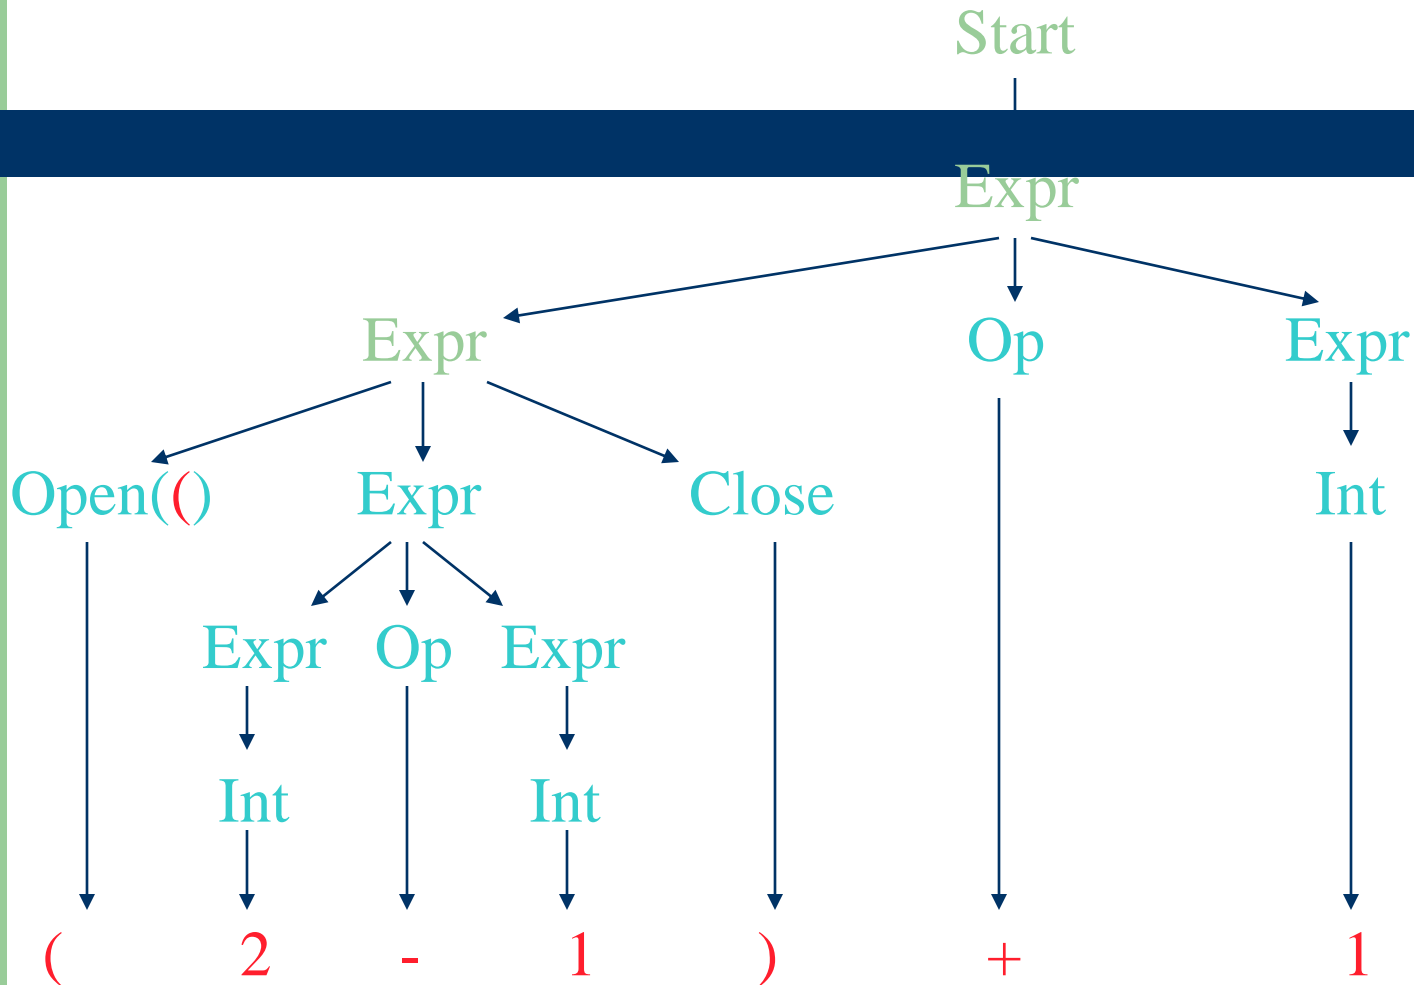 Start
Expr
Expr Op Expr
Open(() Expr Close Int
Expr Op Expr
Int Int
( 2 - 1 ) + 1